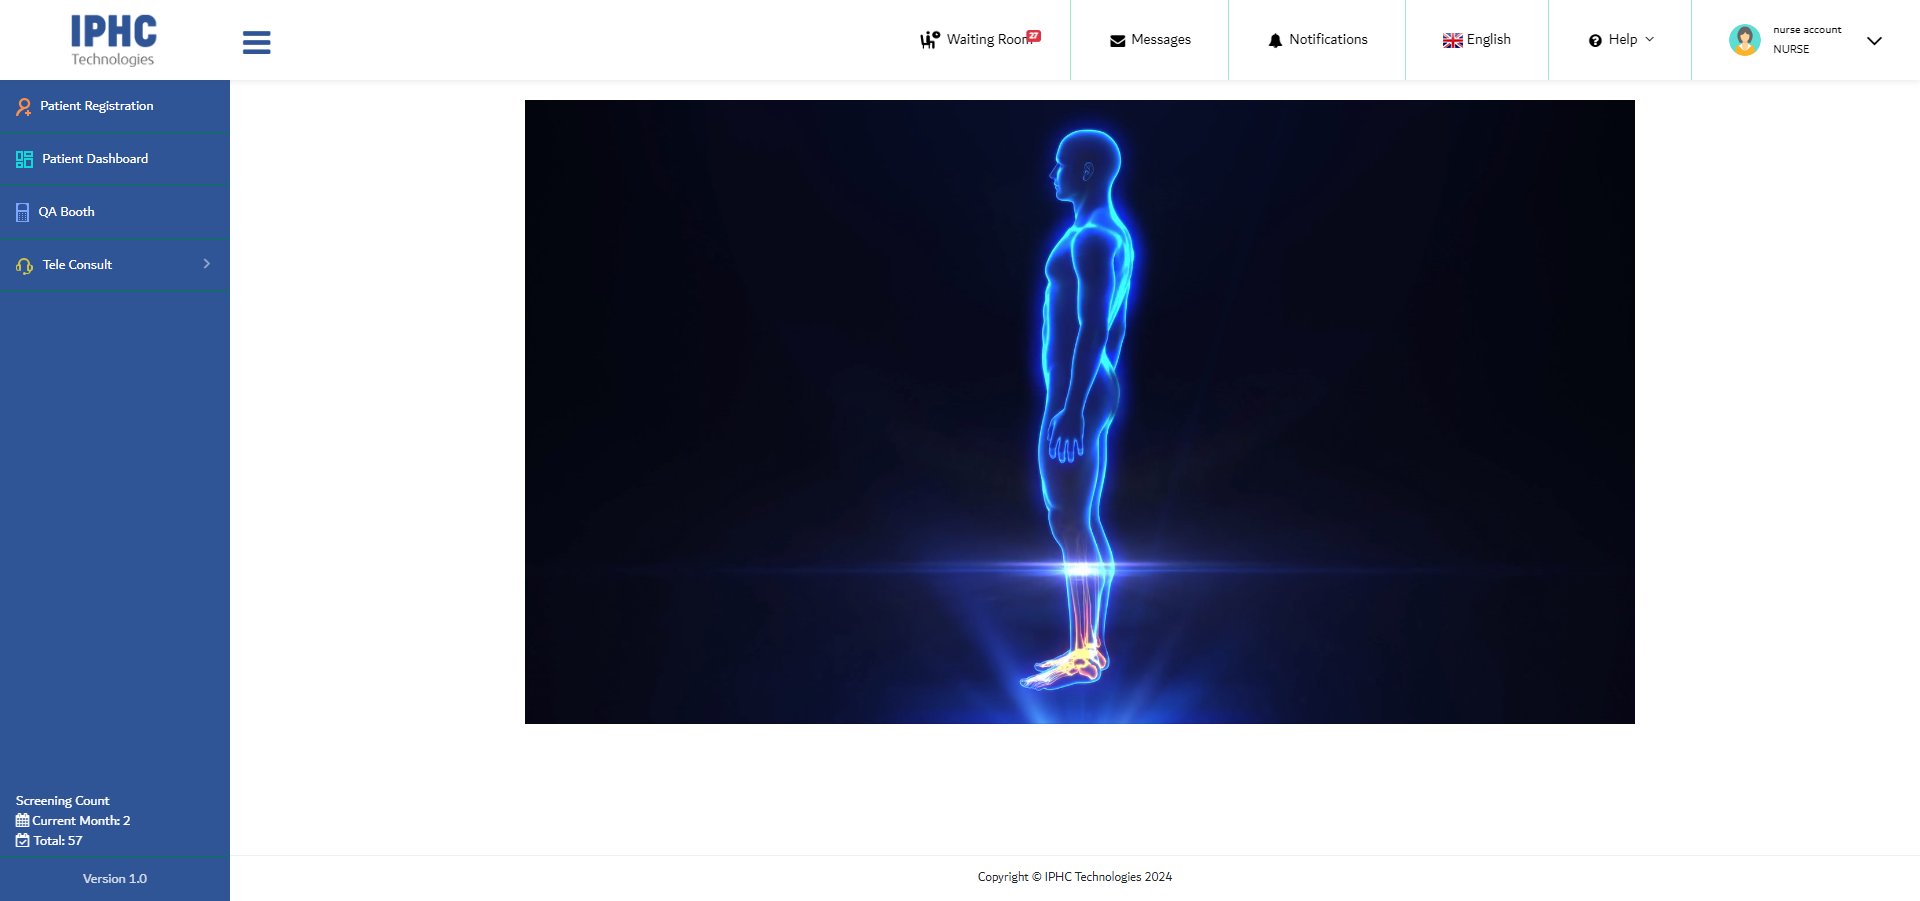 IPHC
Technologies
Waiting Room
27
Messages
Notifications
English
Help
nurse account
NURSE
Patient Registration
Patient Dashboard
QA Booth
Tele Consult
Screening Count
Current Month: 2
Total: 57
Version 1.0
Copyright © IPHC Technologies 2024